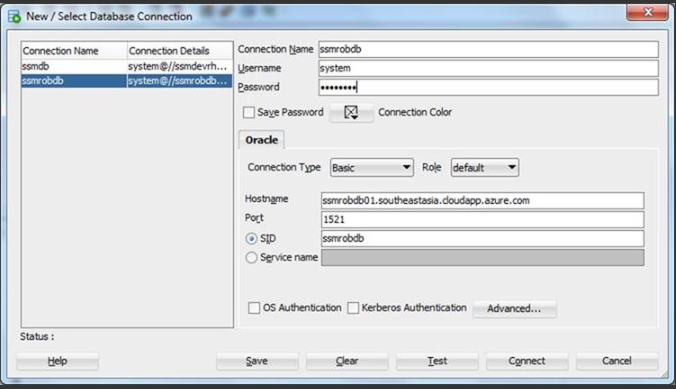 New / Select Database Connection
Connection Name Connection Details
ssmdb system@//ssmdevrh...
ssmrobdb system@//ssmrobdb...
Connection Name ssmrobdb
Username system
Password ••••••••
Save Password Connection Color
Oracle
Connection Type Basic Role default
Hostname ssmrobdb01.southeastasia.cloudapp.azure.com
Port 1521
SID ssmrobdb
Service name
OS Authentication Kerberos Authentication Advanced...
Status :
Help Save Clear Test Connect Cancel